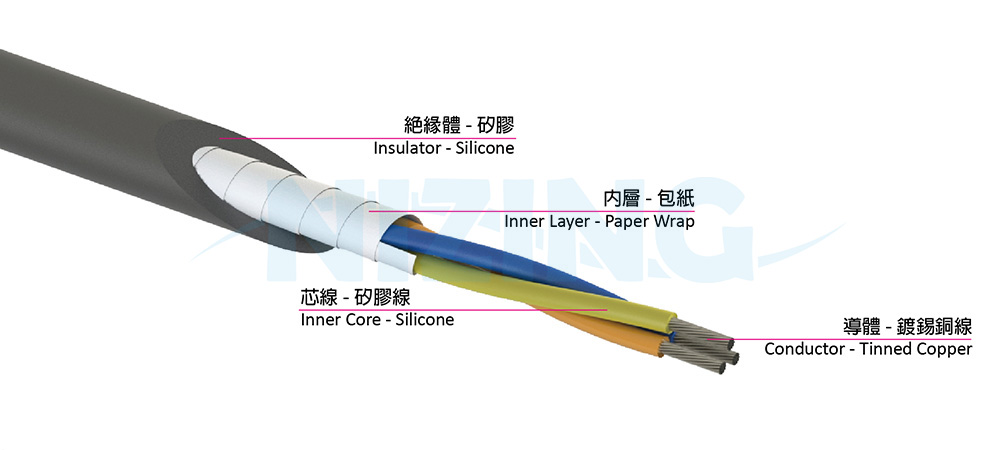 絕緣體 - 矽膠
Insulator - Silicone
內層 - 包紙
Inner Layer - Paper Wrap
芯線 - 矽膠線
Inner Core - Silicone
導體 - 鍍錫銅線
Conductor - Tinned Copper
NIZING